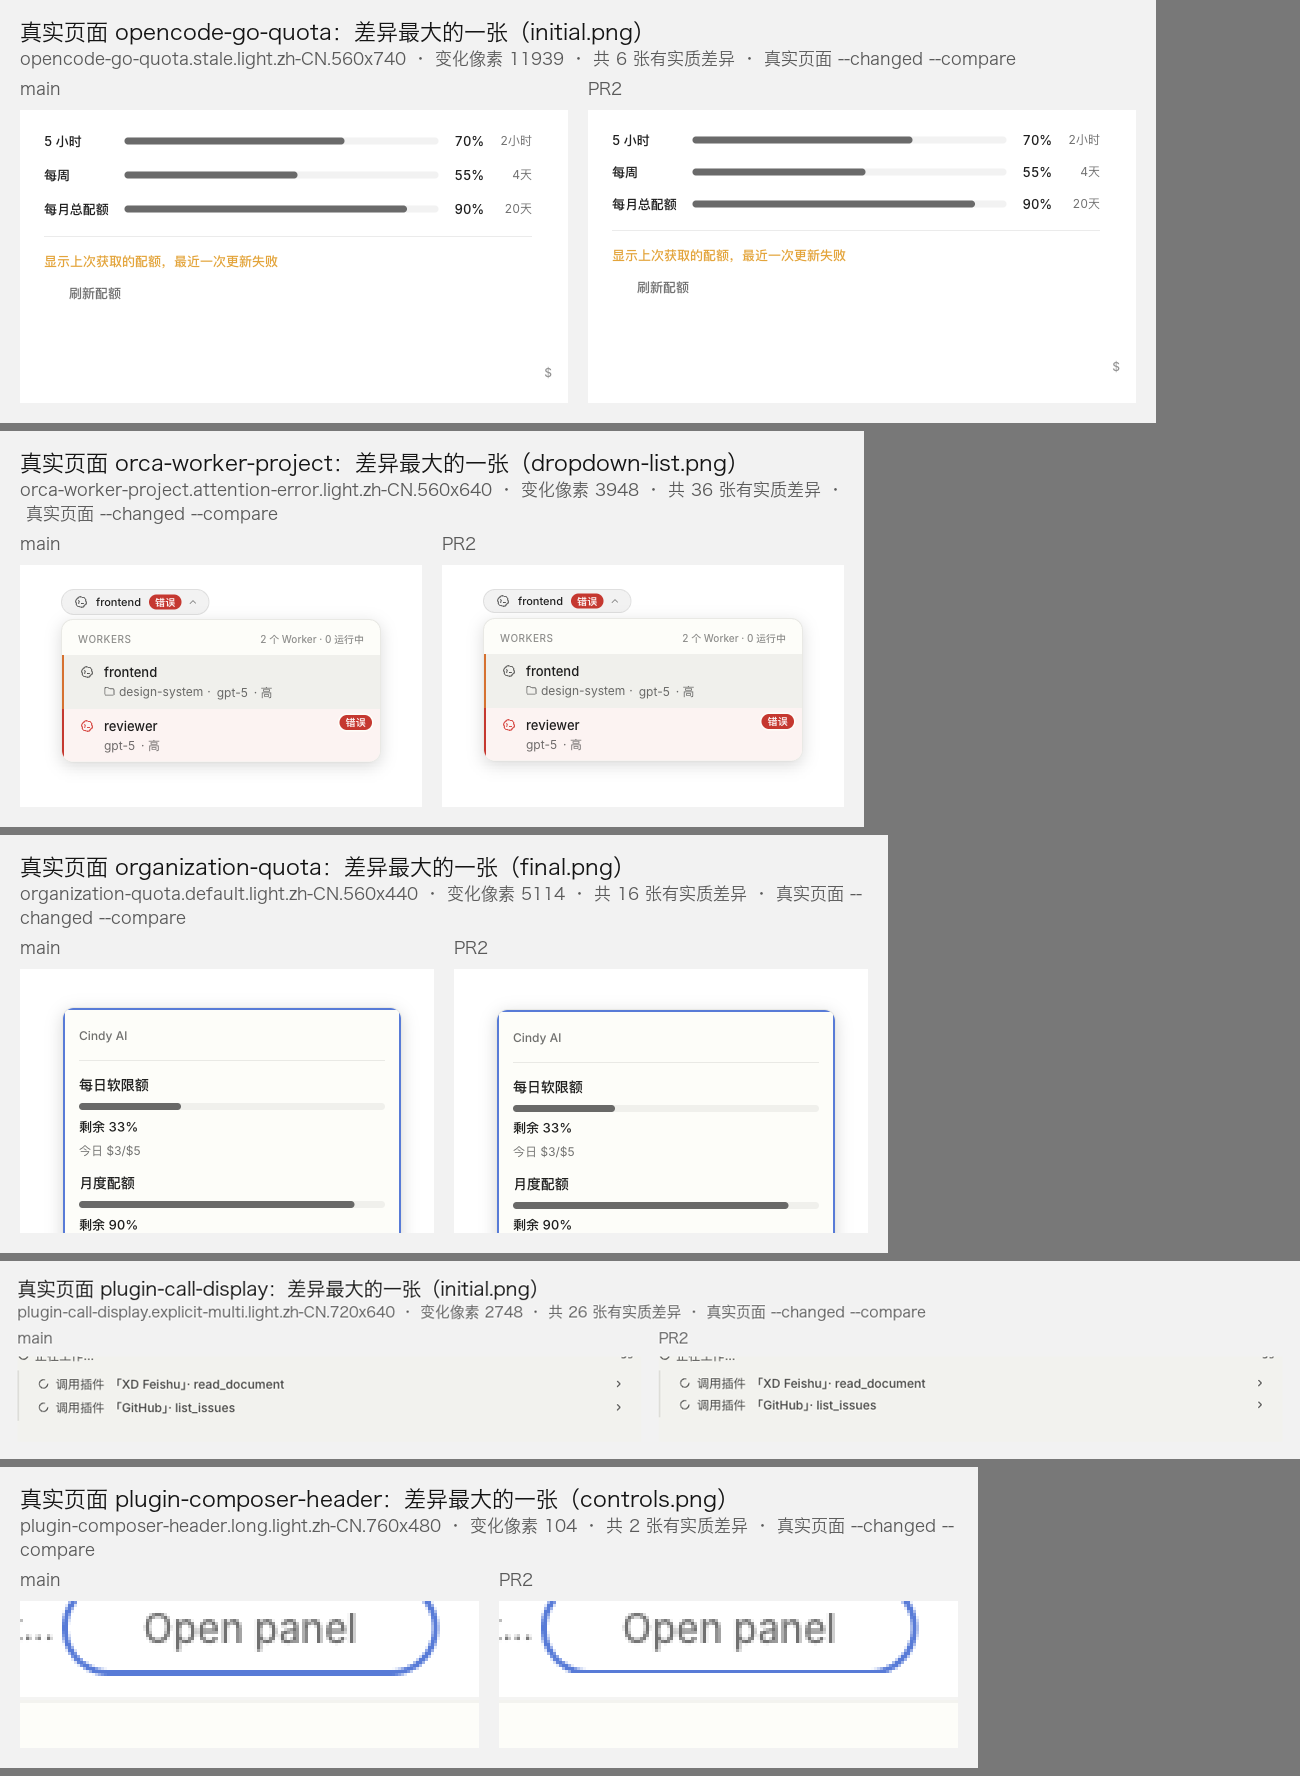 真实页面 opencode-go-quota：差异最大的一张（initial.png）
opencode-go-quota.stale.light.zh-CN.560x740 · 变化像素 11939 · 共 6 张有实质差异 · 真实页面 --changed --compare
main
PR2
5 小时 70% 2小时
每周 55% 4天
每月总配额 90% 20天
显示上次获取的配额，最近一次更新失败
刷新配额
$
5 小时 70% 2小时
每周 55% 4天
每月总配额 90% 20天
显示上次获取的配额，最近一次更新失败
刷新配额
$
真实页面 orca-worker-project：差异最大的一张（dropdown-list.png）
orca-worker-project.attention-error.light.zh-CN.560x640 · 变化像素 3948 · 共 36 张有实质差异 ·
真实页面 --changed --compare
main
PR2
frontend 错误
WORKERS 2 个 Worker · 0 运行中
frontend
design-system · gpt-5 · 高
reviewer 错误
gpt-5 · 高
frontend 错误
WORKERS 2 个 Worker · 0 运行中
frontend
design-system · gpt-5 · 高
reviewer 错误
gpt-5 · 高
真实页面 organization-quota：差异最大的一张（final.png）
organization-quota.default.light.zh-CN.560x440 · 变化像素 5114 · 共 16 张有实质差异 · 真实页面 --
changed --compare
main
PR2
Cindy AI
每日软限额
剩余 33%
今日 $3/$5
月度配额
剩余 90%
Cindy AI
每日软限额
剩余 33%
今日 $3/$5
月度配额
剩余 90%
真实页面 plugin-call-display：差异最大的一张（initial.png）
plugin-call-display.explicit-multi.light.zh-CN.720x640 · 变化像素 2748 · 共 26 张有实质差异 · 真实页面 --changed --compare
main
PR2
调用插件 「XD Feishu」· read_document
调用插件 「GitHub」· list_issues
调用插件 「XD Feishu」· read_document
调用插件 「GitHub」· list_issues
真实页面 plugin-composer-header：差异最大的一张（controls.png）
plugin-composer-header.long.light.zh-CN.760x480 · 变化像素 104 · 共 2 张有实质差异 · 真实页面 --changed --
compare
main
PR2
... Open panel
... Open panel